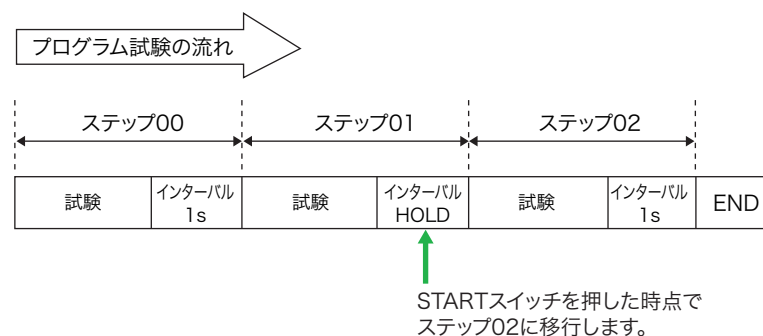 プログラム試験の流れ
ステップ00
ステップ01
ステップ02
試験
インターバル
1s
試験
インターバル
HOLD
試験
インターバル
1s
END
STARTスイッチを押した時点で
ステップ02に移行します。